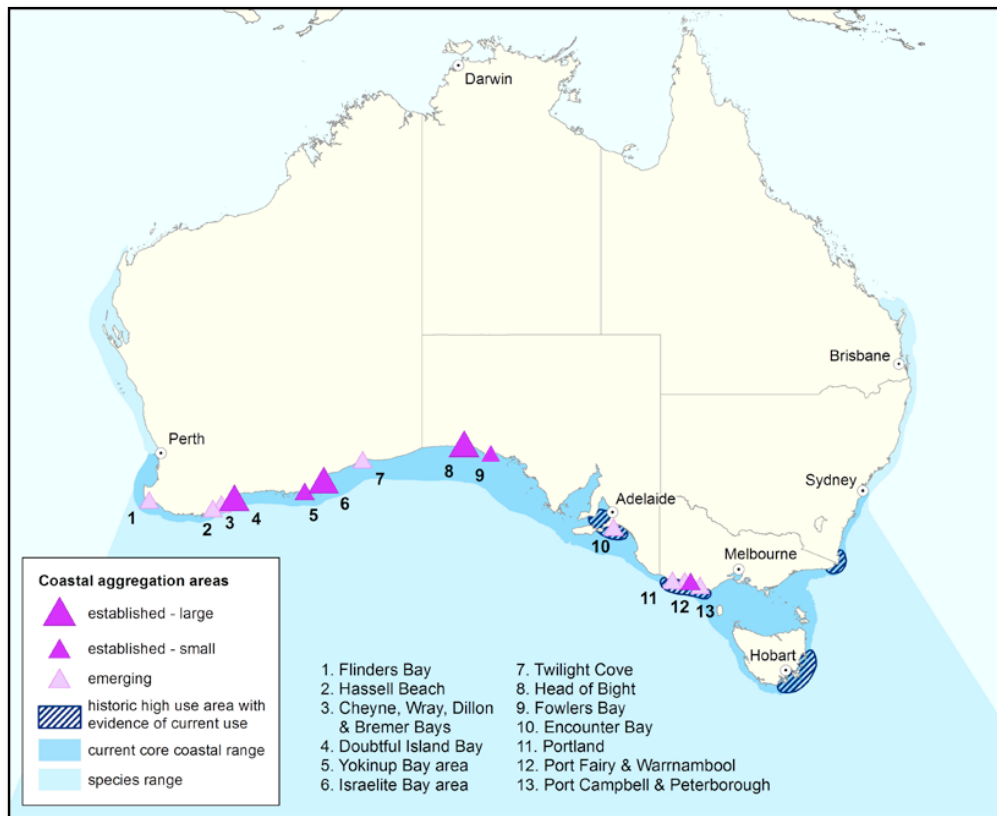 Darwin
Brisbane
Perth
Sydney
Adelaide
Melbourne
Hobart
1
2
3
4
5
6
7
8
9
10
11
12
13
Coastal aggregation areas
established - large
established - small
emerging
historic high use area with
evidence of current use
current core coastal range
species range
1. Flinders Bay
2. Hassell Beach
3. Cheyne, Wray, Dillon
& Bremer Bays
4. Doubtful Island Bay
5. Yokinup Bay area
6. Israelite Bay area
7. Twilight Cove
8. Head of Bight
9. Fowlers Bay
10. Encounter Bay
11. Portland
12. Port Fairy & Warrnambool
13. Port Campbell & Peterborough